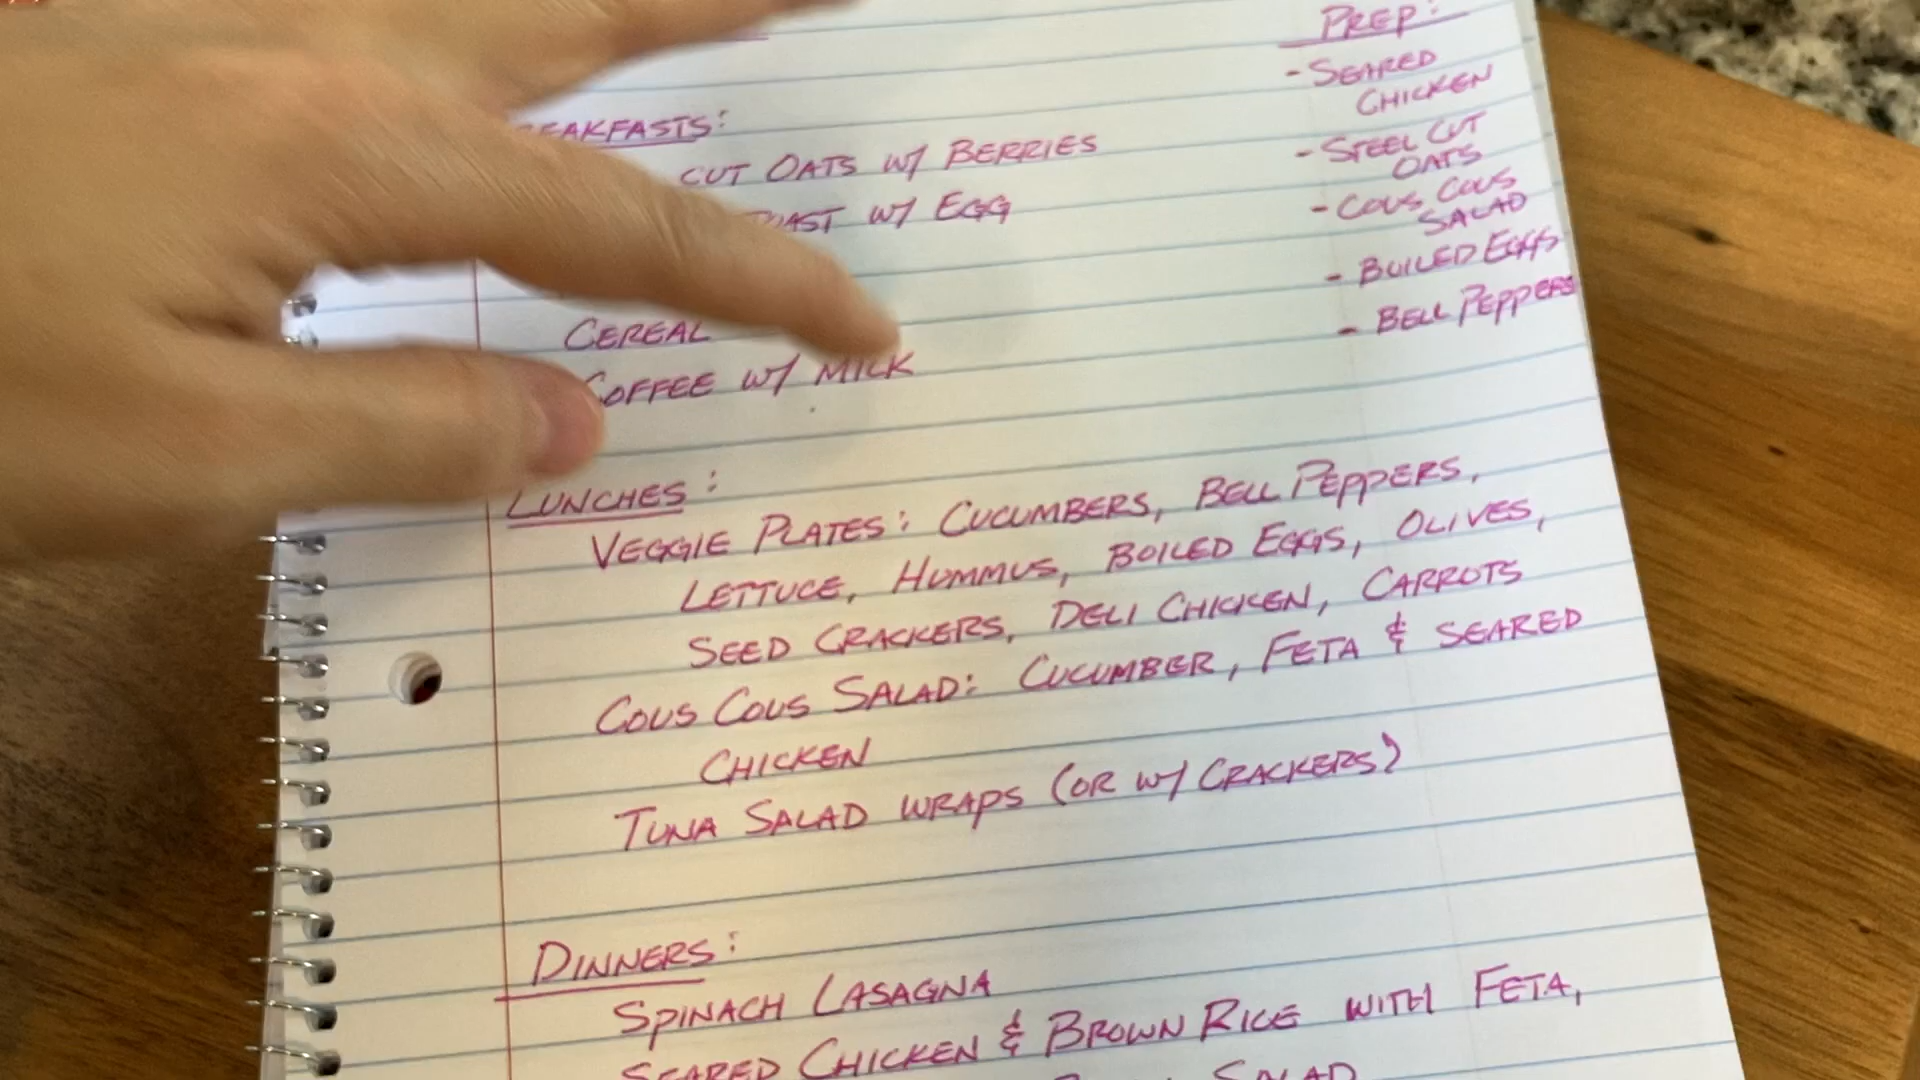 PREP:
- SEARED
CHICKEN
- STEEL CUT
OATS
- COUS COUS
SALAD
- BOILED EGGS
- BELL PEPPERS
EAKFASTS:
CUT OATS W/ BERRIES
W/ EGG
CEREAL
COFFEE W/ MILK
LUNCHES:
VEGGIE PLATES: CUCUMBERS, BELL PEPPERS,
LETTUCE, HUMMUS, BOILED EGGS, OLIVES,
SEED CRACKERS, DELI CHICKEN, CARROTS
COUS COUS SALAD: CUCUMBER, FETA & SEARED
CHICKEN
TUNA SALAD WRAPS (OR W/ CRACKERS)
DINNERS:
SPINACH LASAGNA
SEARED CHICKEN & BROWN RICE WITH FETA,
SALAD